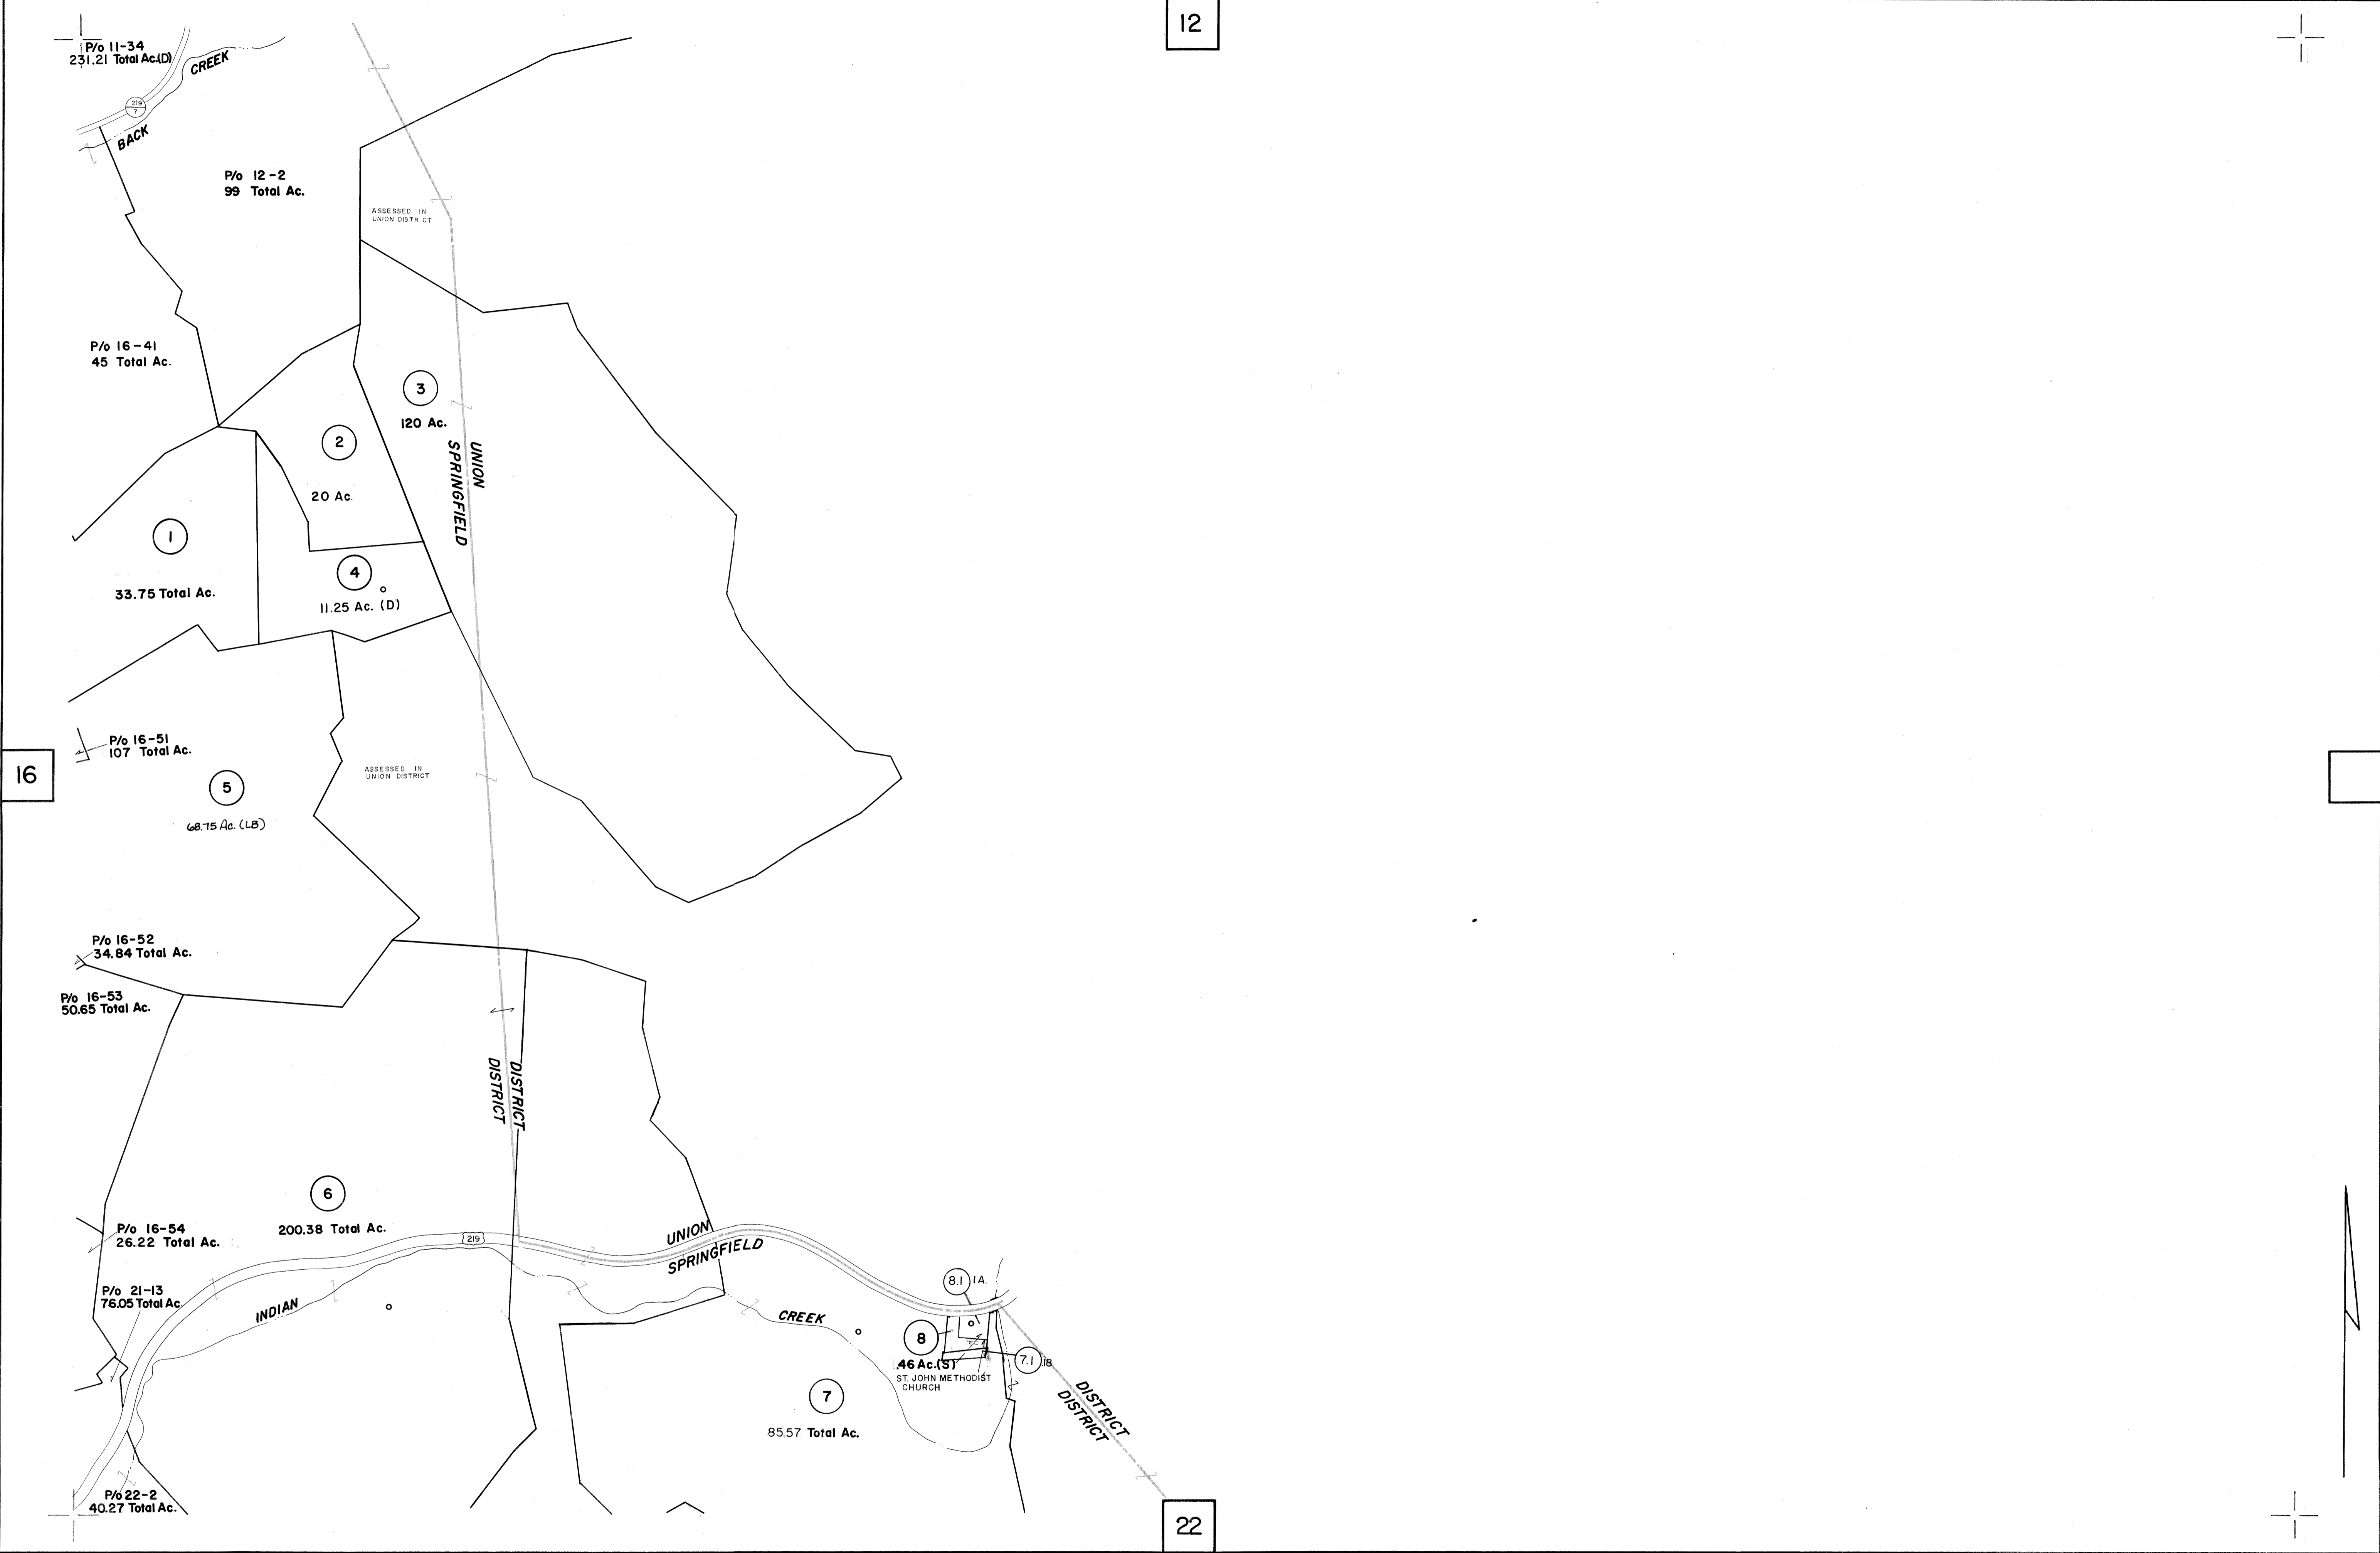 12
P/o 11-34
231.21 Total Ac.(D)
CREEK
219
7
BACK
P/o 12-2
99 Total Ac.
ASSESSED IN
UNION DISTRICT
P/o 16-41
45 Total Ac.
3
120 Ac.
2
20 Ac.
UNION
SPRINGFIELD
1
33.75 Total Ac.
4
11.25 Ac. (D)
P/o 16-51
107 Total Ac.
16
5
68.75 Ac. (LB)
ASSESSED IN
UNION DISTRICT
P/o 16-52
34.84 Total Ac.
P/o 16-53
50.65 Total Ac.
DISTRICT
DISTRICT
6
200.38 Total Ac.
P/o 16-54
26.22 Total Ac.
219
UNION
SPRINGFIELD
P/o 21-13
76.05 Total Ac.
INDIAN
CREEK
8.1
1A.
8
.46 Ac.(S)
7.1
.18
ST. JOHN METHODIST
CHURCH
7
85.57 Total Ac.
DISTRICT
DISTRICT
P/o 22-2
40.27 Total Ac.
22